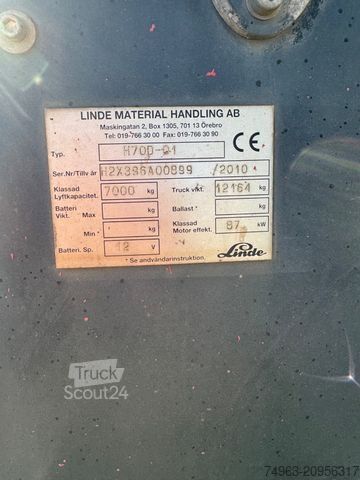 LINDE MATERIAL HANDLING AB
Maskingatan 2, Box 1305, 701 13 Örebro
Tel 019-766 30 00 Fax 019-766 30 90
Typ. H70D-01 CE
Ser.Nr/Tillv år H2X396A00899 /2010
Klassad Lyftkapacitet. 7000 kg Truck vikt. 12164 kg
Batteri Vikt. Max kg Ballast kg
Min kg Klassad Motor effekt. 87 kW
Batteri. Sp. 12 V Linde
* Se användarinstruktion.
Truck
Scout24
74963-20956317